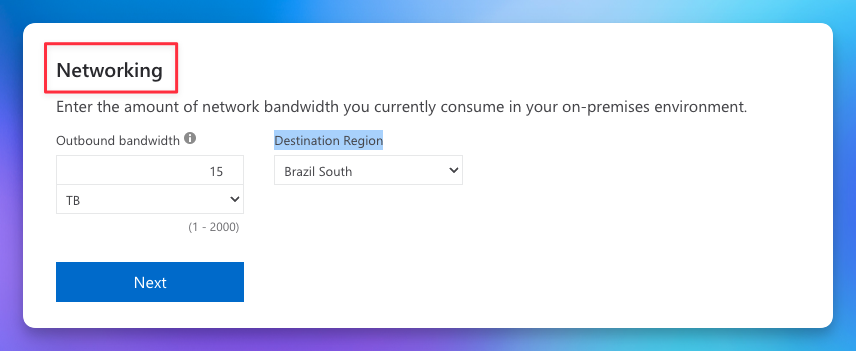 Networking
Enter the amount of network bandwidth you currently consume in your on-premises environment.
Outbound bandwidth
Destination Region
15
Brazil South
TB
(1 - 2000)
Next